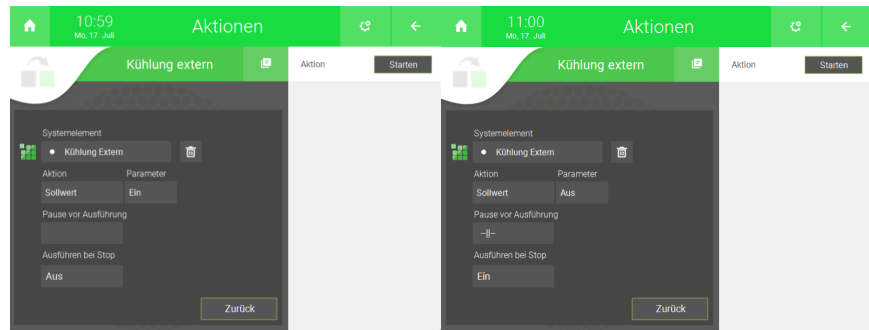 10:59
Mo, 17. Juli
Aktionen
Kühlung extern
Aktion
Starten
Systemelement
Kühlung Extern
Aktion
Parameter
Sollwert
Ein
Pause vor Ausführung
Ausführen bei Stop
Aus
Zurück
11:00
Mo, 17. Juli
Aktionen
Kühlung extern
Aktion
Starten
Systemelement
Kühlung Extern
Aktion
Parameter
Sollwert
Aus
Pause vor Ausführung
–||–
Ausführen bei Stop
Ein
Zurück